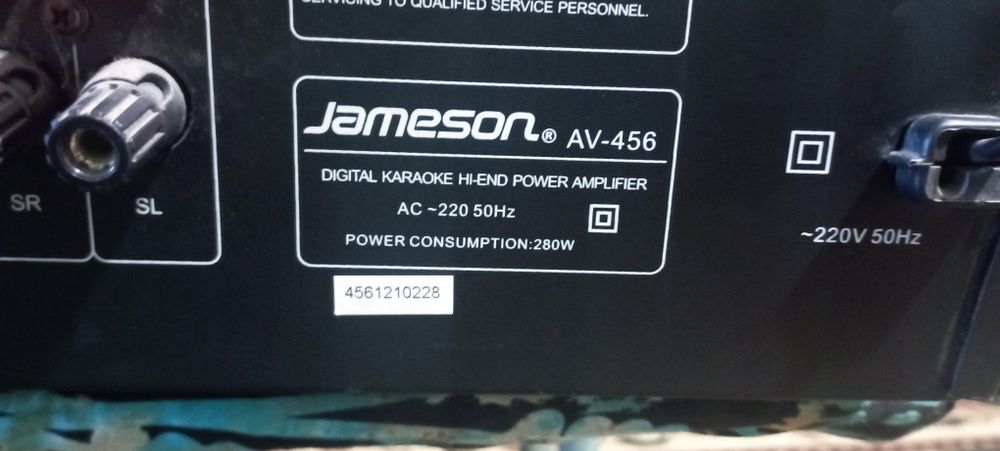 SERVICING TO QUALIFIED SERVICE PERSONNEL.
Jameson® AV-456
DIGITAL KARAOKE HI-END POWER AMPLIFIER
AC ~220 50Hz
POWER CONSUMPTION:280W
4561210228
SR
SL
~220V 50Hz